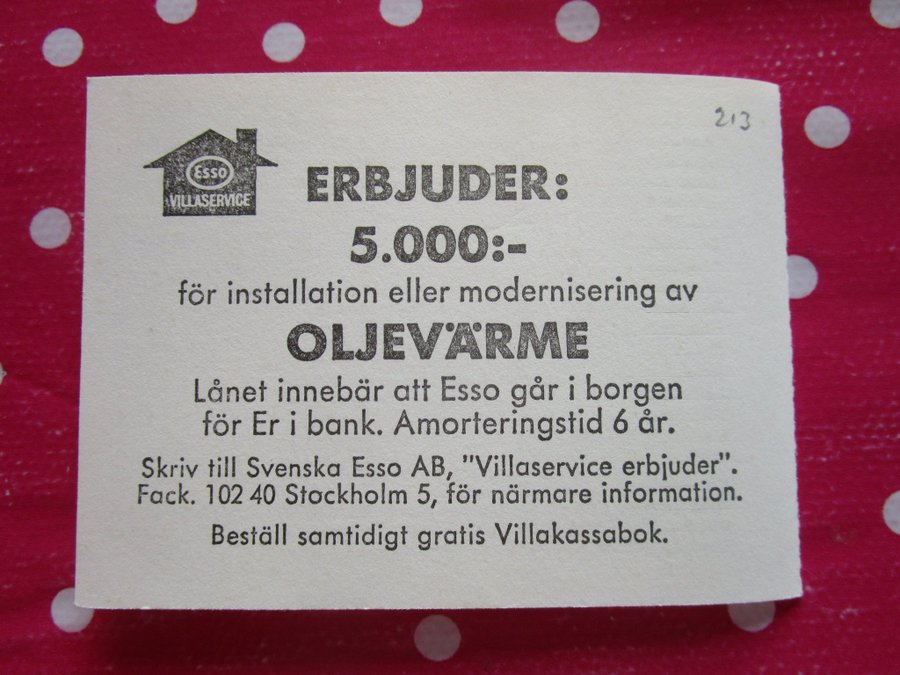 213
Esso
VILLASERVICE
ERBJUDER:
5.000:-
för installation eller modernisering av
OLJEVÄRME
Lånet innebär att Esso går i borgen
för Er i bank. Amorteringstid 6 år.
Skriv till Svenska Esso AB, "Villaservice erbjuder".
Fack. 102 40 Stockholm 5, för närmare information.
Beställ samtidigt gratis Villakassabok.